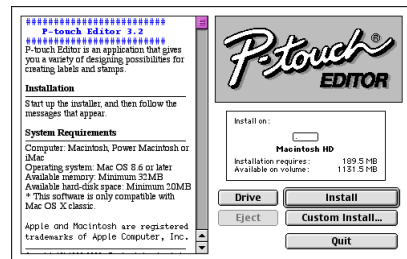 ########################
P-touch Editor 3.2
########################
P-touch Editor is an application that gives
you a variety of designing possibilities for
creating labels and stamps.
Installation
Start up the installer, and then follow the
messages that appear.
System Requirements
Computer: Macintosh, Power Macintosh or
iMac
Operating system: Mac OS 8.6 or later
Available memory: Minimum 32MB
Available hard-disk space: Minimum 20MB
* This software is only compatible with
Mac OS X classic.
Apple and Macintosh are registered
trademarks of Apple Computer, Inc.
P-touch®
EDITOR
Install on:
Macintosh HD
Installation requires: 189.5 MB
Available on volume: 1131.5 MB
Drive
Install
Eject
Custom Install...
Quit